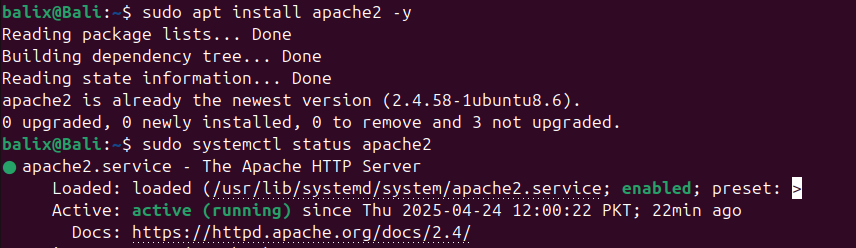 balix@Bali:~$ sudo apt install apache2 -y
Reading package lists... Done
Building dependency tree... Done
Reading state information... Done
apache2 is already the newest version (2.4.58-1ubuntu8.6).
0 upgraded, 0 newly installed, 0 to remove and 3 not upgraded.
balix@Bali:~$ sudo systemctl status apache2
● apache2.service - The Apache HTTP Server
     Loaded: loaded (/usr/lib/systemd/system/apache2.service; enabled; preset: >
     Active: active (running) since Thu 2025-04-24 12:00:22 PKT; 22min ago
       Docs: https://httpd.apache.org/docs/2.4/